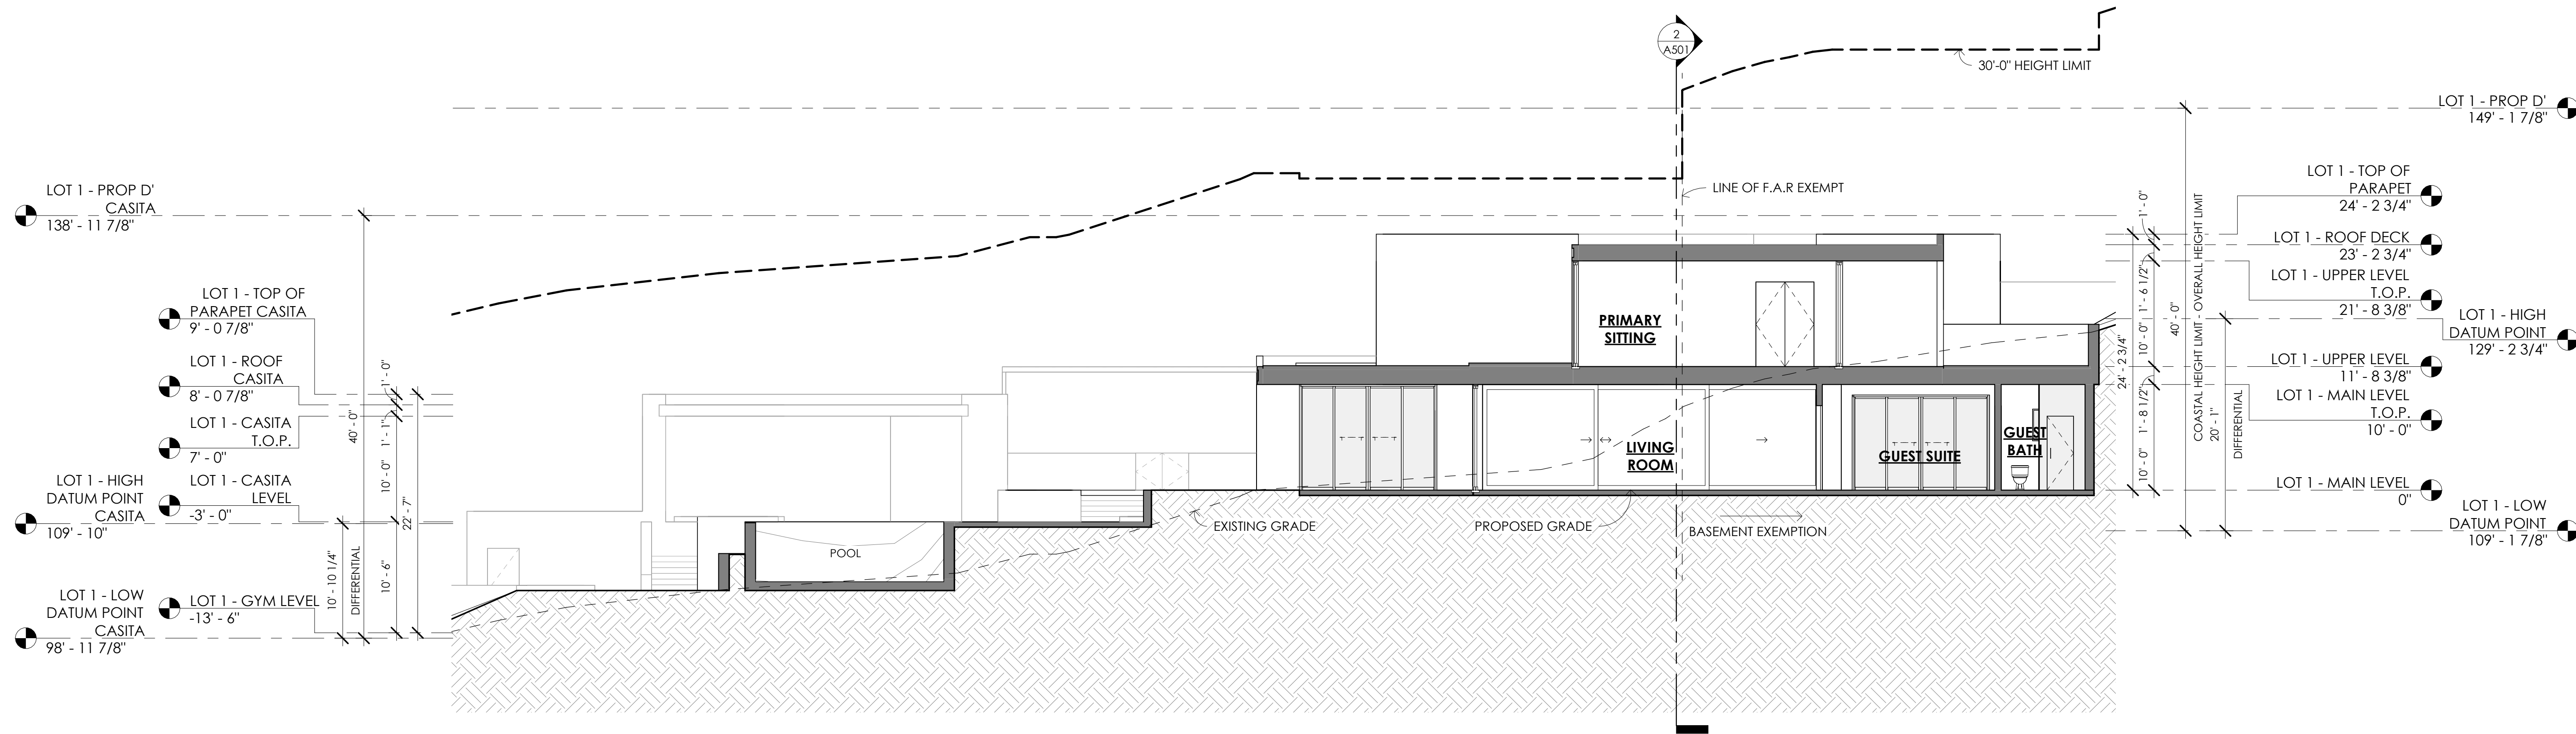 2
A501
30'-0" HEIGHT LIMIT
LOT 1 - PROP D'
149' - 1 7/8"
LOT 1 - PROP D'
CASITA
138' - 11 7/8"
LINE OF F.A.R EXEMPT
LOT 1 - TOP OF
PARAPET
24' - 2 3/4"
LOT 1 - ROOF DECK
23' - 2 3/4"
LOT 1 - UPPER LEVEL
T.O.P.
21' - 8 3/8"
LOT 1 - HIGH
DATUM POINT
129' - 2 3/4"
LOT 1 - UPPER LEVEL
11' - 8 3/8"
LOT 1 - MAIN LEVEL
T.O.P.
10' - 0"
LOT 1 - MAIN LEVEL
0"
LOT 1 - LOW
DATUM POINT
109' - 1 7/8"
1' - 0"
1' - 6 1/2"
10' - 0"
1' - 8 1/2"
10' - 0"
24' - 2 3/4"
40' - 0"
COASTAL HEIGHT LIMIT - OVERALL HEIGHT LIMIT
20' - 1"
DIFFERENTIAL
LOT 1 - TOP OF
PARAPET CASITA
9' - 0 7/8"
LOT 1 - ROOF
CASITA
8' - 0 7/8"
LOT 1 - CASITA
T.O.P.
7' - 0"
LOT 1 - HIGH
DATUM POINT
CASITA
109' - 10"
LOT 1 - CASITA
LEVEL
-3' - 0"
LOT 1 - LOW
DATUM POINT
CASITA
98' - 11 7/8"
LOT 1 - GYM LEVEL
-13' - 6"
10' - 10 1/4"
DIFFERENTIAL
40' - 0"
1' - 0"
1' - 1"
10' - 0"
10' - 6"
22' - 7"
PRIMARY
SITTING
LIVING
ROOM
GUEST SUITE
GUEST
BATH
POOL
EXISTING GRADE
PROPOSED GRADE
BASEMENT EXEMPTION